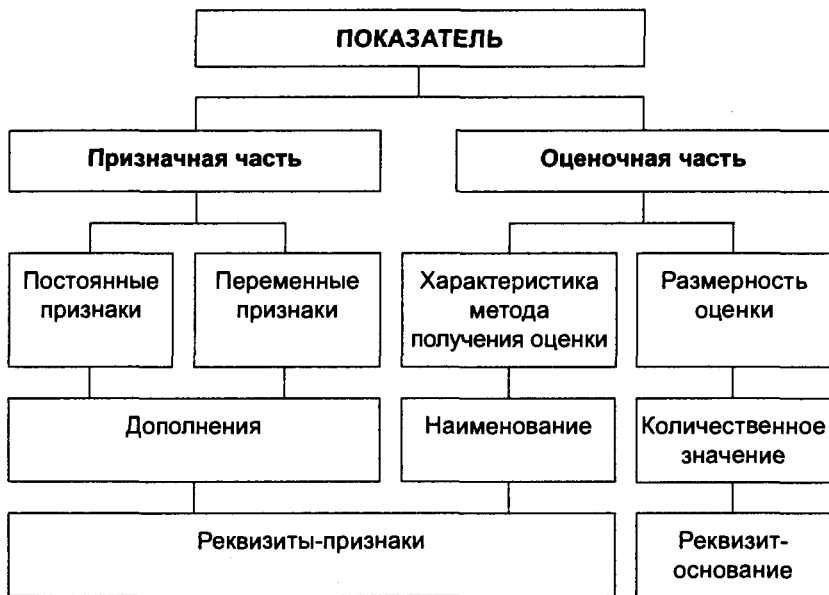 ПОКАЗАТЕЛЬ
Призначная часть
Оценочная часть
Постоянные
признаки
Переменные
признаки
Характеристика
метода
получения оценки
Размерность
оценки
Дополнения
Наименование
Количественное
значение
Реквизиты-признаки
Реквизит-
основание